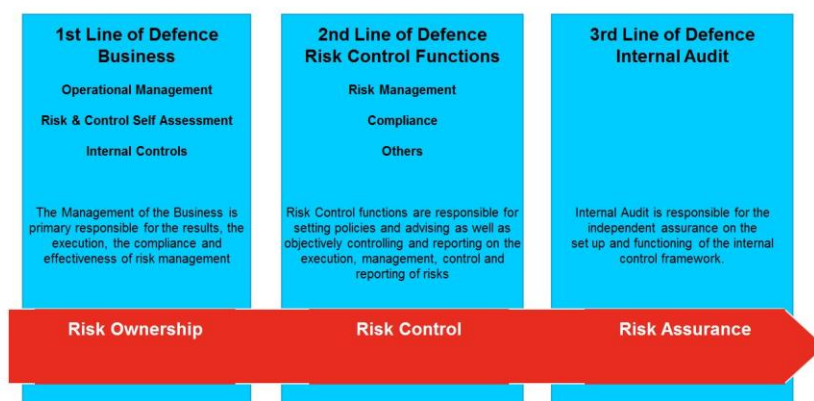 1st Line of Defence
Business
Operational Management
Risk & Control Self Assessment
Internal Controls
The Management of the Business is
primary responsible for the results, the
execution, the compliance and
effectiveness of risk management
2nd Line of Defence
Risk Control Functions
Risk Management
Compliance
Others
Risk Control functions are responsible for
setting policies and advising as well as
objectively controlling and reporting on the
execution, management, control and
reporting of risks
3rd Line of Defence
Internal Audit
Internal Audit is responsible for the
independent assurance on the
set up and functioning of the internal
control framework.
Risk Ownership
Risk Control
Risk Assurance